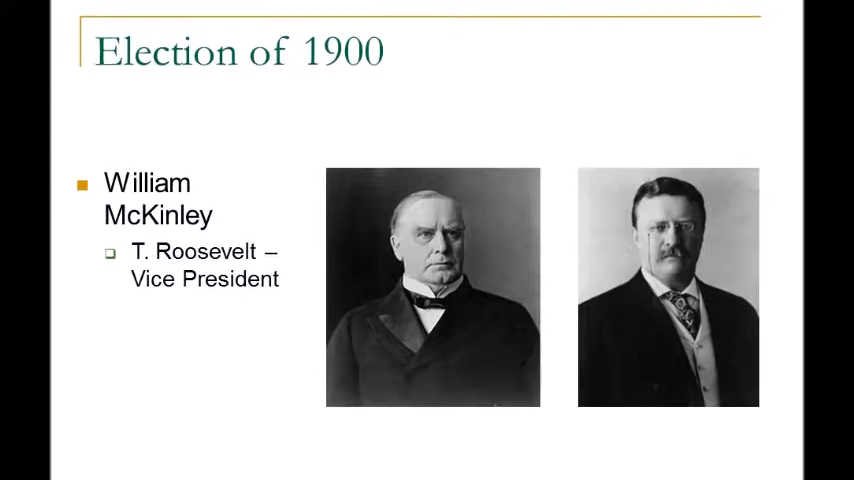 Election of 1900
William
McKinley
T. Roosevelt –
Vice President